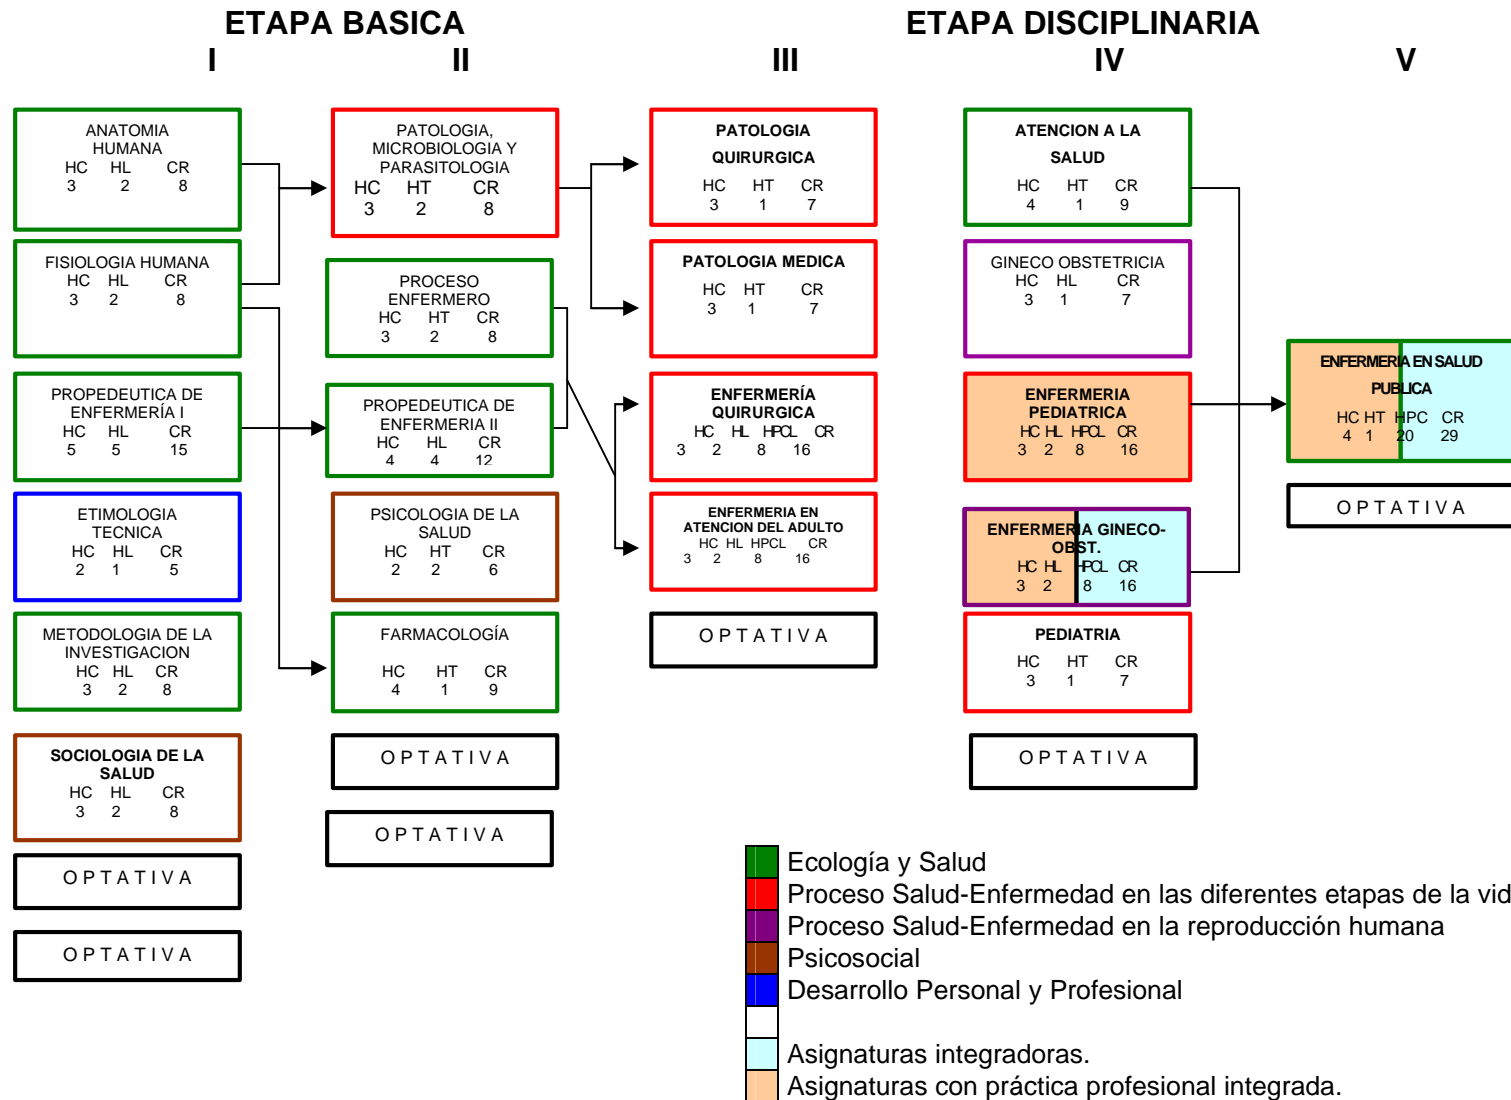 ETAPA BASICA
ETAPA DISCIPLINARIA
I
II
III
IV
V
ANATOMIA
HUMANA
HC HL CR
3 2 8
FISIOLOGIA HUMANA
HC HL CR
3 2 8
PROPEDEUTICA DE
ENFERMERÍA I
HC HL CR
5 5 15
ETIMOLOGIA
TECNICA
HC HL CR
2 1 5
METODOLOGIA DE LA
INVESTIGACION
HC HL CR
3 2 8
SOCIOLOGIA DE LA
SALUD
HC HL CR
3 2 8
O P T A T I V A
O P T A T I V A
PATOLOGIA,
MICROBIOLOGIA Y
PARASITOLOGIA
HC HT CR
3 2 8
PROCESO
ENFERMERO
HC HT CR
3 2 8
PROPEDEUTICA DE
ENFERMERIA II
HC HL CR
4 4 12
PSICOLOGIA DE LA
SALUD
HC HT CR
2 2 6
FARMACOLOGÍA
HC HT CR
4 1 9
O P T A T I V A
O P T A T I V A
PATOLOGIA
QUIRURGICA
HC HT CR
3 1 7
PATOLOGIA MEDICA
HC HT CR
3 1 7
ENFERMERÍA
QUIRURGICA
HC HL HPCL CR
3 2 8 16
ENFERMERIA EN
ATENCION DEL ADULTO
HC HL HPCL CR
3 2 8 16
O P T A T I V A
ATENCION A LA
SALUD
HC HT CR
4 1 9
GINECO OBSTETRICIA
HC HL CR
3 1 7
ENFERMERIA
PEDIATRICA
HC HL HPCL CR
3 2 8 16
ENFERMERIA GINECO-
OBST.
HC HL HPCL CR
3 2 8 16
PEDIATRIA
HC HT CR
3 1 7
O P T A T I V A
ENFERMERIA EN SALUD
PUBLICA
HC HT HPC CR
4 1 20 29
O P T A T I V A
Ecología y Salud
Proceso Salud-Enfermedad en las diferentes etapas de la vid
Proceso Salud-Enfermedad en la reproducción humana
Psicosocial
Desarrollo Personal y Profesional
Asignaturas integradoras.
Asignaturas con práctica profesional integrada.